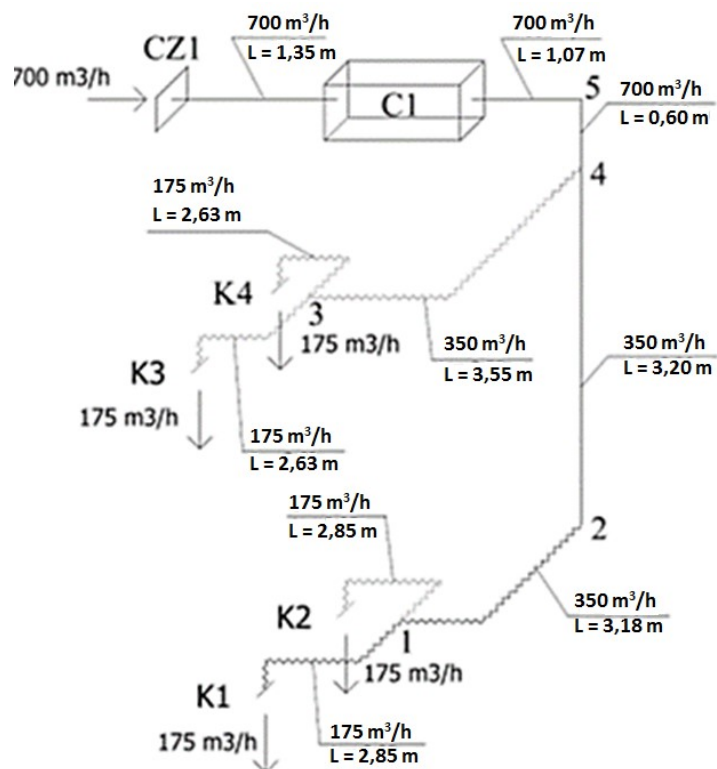 CZ1
700 m3/h
700 m³/h
L = 1,35 m
C1
700 m³/h
L = 1,07 m
5
700 m³/h
L = 0,60 m
4
175 m³/h
L = 2,63 m
K4
3
175 m3/h
350 m³/h
L = 3,55 m
350 m³/h
L = 3,20 m
K3
175 m3/h
175 m³/h
L = 2,63 m
175 m³/h
L = 2,85 m
2
K2
1
350 m³/h
L = 3,18 m
175 m3/h
K1
175 m3/h
175 m³/h
L = 2,85 m